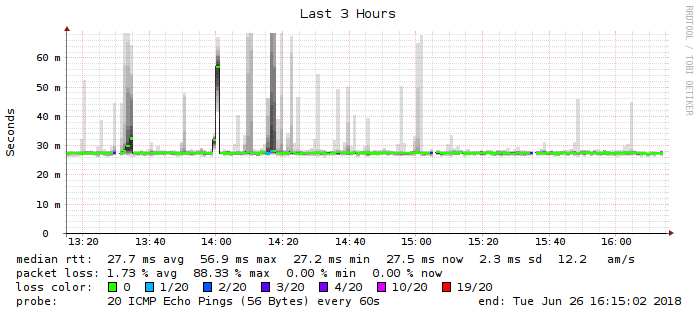 Last 3 Hours
RRDTOOL / TOBI OETIKER
Seconds
60 m
50 m
40 m
30 m
20 m
10 m
0
13:20 13:40 14:00 14:20 14:40 15:00 15:20 15:40 16:00
median rtt: 27.7 ms avg 56.9 ms max 27.2 ms min 27.5 ms now 2.3 ms sd 12.2 am/s
packet loss: 1.73 % avg 88.33 % max 0.00 % min 0.00 % now
loss color: 0 1/20 2/20 3/20 4/20 10/20 19/20
probe: 20 ICMP Echo Pings (56 Bytes) every 60s end: Tue Jun 26 16:15:02 2018